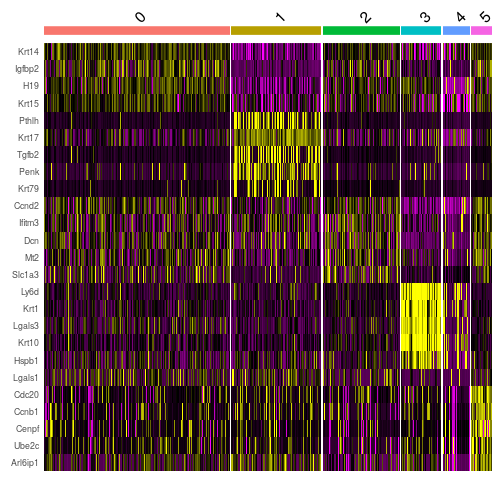 0 1 2 3 4 5
Krt14
Igfbp2
H19
Krt15
Pthlh
Krt17
Tgfb2
Penk
Krt79
Ccnd2
Ifitm3
Dcn
Mt2
Slc1a3
Ly6d
Krt1
Lgals3
Krt10
Hspb1
Lgals1
Cdc20
Ccnb1
Cenpf
Ube2c
Arl6ip1